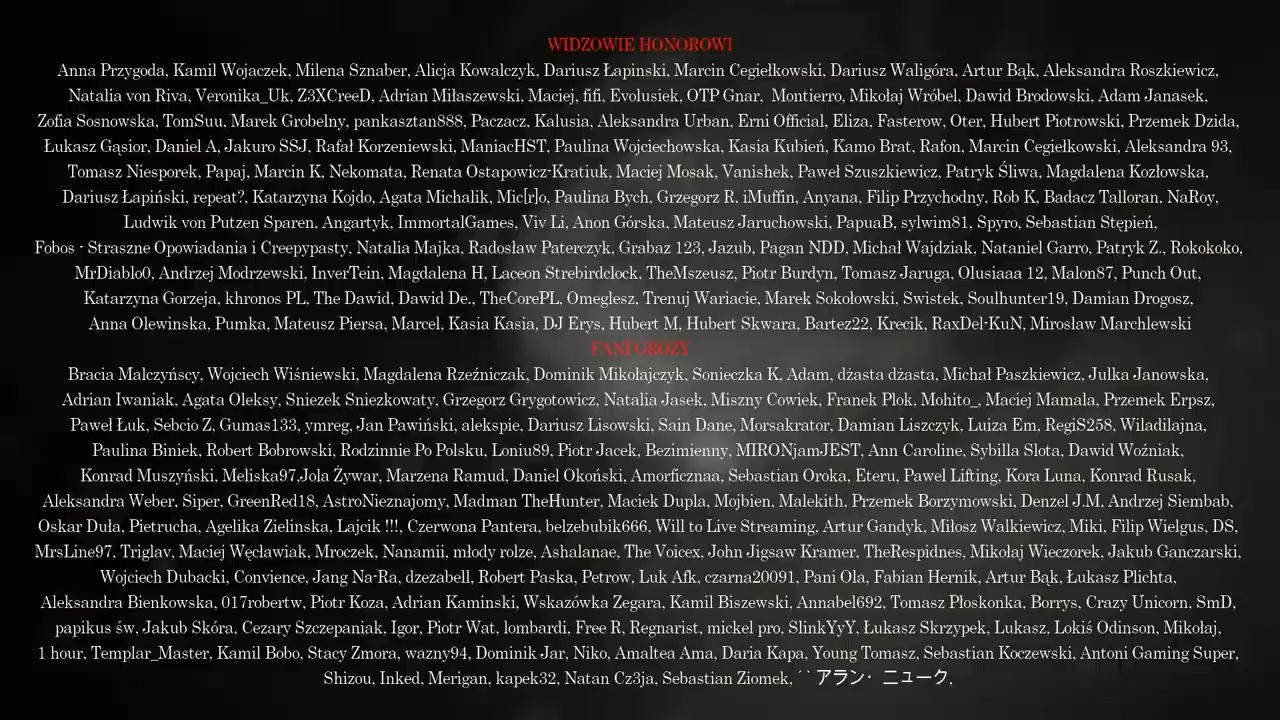 WIDZOWIE HONOROWI
Anna Przygoda, Kamil Wojaczek, Milena Sznaber, Alicja Kowalczyk, Dariusz Łapinski, Marcin Cegiełkowski, Dariusz Waligóra, Artur Bąk, Aleksandra Roszkiewicz,
Natalia von Riva, Veronika_Uk, Z3XCreeD, Adrian Miłaszewski, Maciej, fifi, Evolusiek, OTP Gnar,  Montierro, Mikołaj Wróbel, Dawid Brodowski, Adam Janasek,
Zofia Sosnowska, TomSuu, Marek Grobelny, pankasztan888, Paczacz, Kalusia, Aleksandra Urban, Erni Official, Eliza, Fasterow, Oter, Hubert Piotrowski, Przemek Dzida,
Łukasz Gąsior, Daniel A, Jakuro SSJ, Rafał Korzeniewski, ManiacHST, Paulina Wojciechowska, Kasia Kubień, Kamo Brat, Rafon, Marcin Cegiełkowski, Aleksandra 93,
Tomasz Niesporek, Papaj, Marcin K, Nekomata, Renata Ostapowicz-Kratiuk, Maciej Mosak, Vanishek, Paweł Szuszkiewicz, Patryk Śliwa, Magdalena Kozłowska,
Dariusz Łapiński, repeat?, Katarzyna Kojdo, Agata Michalik, Mic[r]o, Paulina Bych, Grzegorz R, iMuffin, Anyana, Filip Przychodny, Rob K, Badacz Talloran, NaRoy,
Ludwik von Putzen Sparen, Angartyk, ImmortalGames, Viv Li, Anon Górska, Mateusz Jaruchowski, PapuaB, sylwim81, Spyro, Sebastian Stępień,
Fobos - Straszne Opowiadania i Creepypasty, Natalia Majka, Radosław Paterczyk, Grabaz 123, Jazub, Pagan NDD, Michał Wajdziak, Nataniel Garro, Patryk Z., Rokokoko,
MrDiablo0, Andrzej Modrzewski, InverTein, Magdalena H, Laceon Strebirdclock, TheMszeusz, Piotr Burdyn, Tomasz Jaruga, Olusiaaa 12, Malon87, Punch Out,
Katarzyna Gorzeja, khronos PL, The Dawid, Dawid De., TheCorePL, Omeglesz, Trenuj Wariacie, Marek Sokołowski, Swistek, Soulhunter19, Damian Drogosz,
Anna Olewinska, Pumka, Mateusz Piersa, Marcel, Kasia Kasia, DJ Erys, Hubert M, Hubert Skwara, Bartez22, Krecik, RaxDel-KuN, Mirosław Marchlewski
FANI GROZY
Bracia Malczyńscy, Wojciech Wiśniewski, Magdalena Rzeźniczak, Dominik Mikołajczyk, Sonieczka K, Adam, dżasta dżasta, Michał Paszkiewicz, Julka Janowska,
Adrian Iwaniak, Agata Oleksy, Sniezek Sniezkowaty, Grzegorz Grygotowicz, Natalia Jasek, Miszny Cowiek, Franek Plok, Mohito_, Maciej Mamala, Przemek Erpsz,
Paweł Łuk, Sebcio Z, Gumas133, ymreg, Jan Pawiński, alekspie, Dariusz Lisowski, Sain Dane, Morsakrator, Damian Liszczyk, Luiza Em, RegiS258, Wiladilajna,
Paulina Biniek, Robert Bobrowski, Rodzinnie Po Polsku, Loniu89, Piotr Jacek, Bezimienny, MIRONjamJEST, Ann Caroline, Sybilla Slota, Dawid Woźniak,
Konrad Muszyński, Meliska97,Jola Żywar, Marzena Ramud, Daniel Okoński, Amorficznaa, Sebastian Oroka, Eteru, Pawel Lifting, Kora Luna, Konrad Rusak,
Aleksandra Weber, Siper, GreenRed18, AstroNieznajomy, Madman TheHunter, Maciek Dupla, Mojbien, Malekith, Przemek Borzymowski, Denzel J.M, Andrzej Siembab,
Oskar Duła, Pietrucha, Agelika Zielinska, Łajcik !!!, Czerwona Pantera, belzebubik666, Will to Live Streaming, Artur Gandyk, Miłosz Walkiewicz, Miki, Filip Wielgus, DS,
MrsLine97, Triglav, Maciej Węcławiak, Mroczek, Nanamii, młody rolze, Ashalanae, The Voicex, John Jigsaw Kramer, TheRespidnes, Mikołaj Wieczorek, Jakub Ganczarski,
Wojciech Dubacki, Convience, Jang Na-Ra, dzezabell, Robert Paska, Petrow, Luk Afk, czarna20091, Pani Ola, Fabian Hernik, Artur Bąk, Łukasz Plichta,
Aleksandra Bienkowska, 017robertw, Piotr Koza, Adrian Kaminski, Wskazówka Zegara, Kamil Biszewski, Annabel692, Tomasz Płoskonka, Borrys, Crazy Unicorn, SmD,
papikus św, Jakub Skóra, Cezary Szczepaniak, Igor, Piotr Wat, lombardi, Free R, Regnarist, mickel pro, SlinkYyY, Łukasz Skrzypek, Lukasz, Lokiś Odinson, Mikołaj,
1 hour, Templar_Master, Kamil Bobo, Stacy Zmora, wazny94, Dominik Jar, Niko, Amaltea Ama, Daria Kapa, Young Tomasz, Sebastian Koczewski, Antoni Gaming Super,
Shizou, Inked, Merigan, kapek32, Natan Cz3ja, Sebastian Ziomek, ´` アラン・ ニューク,